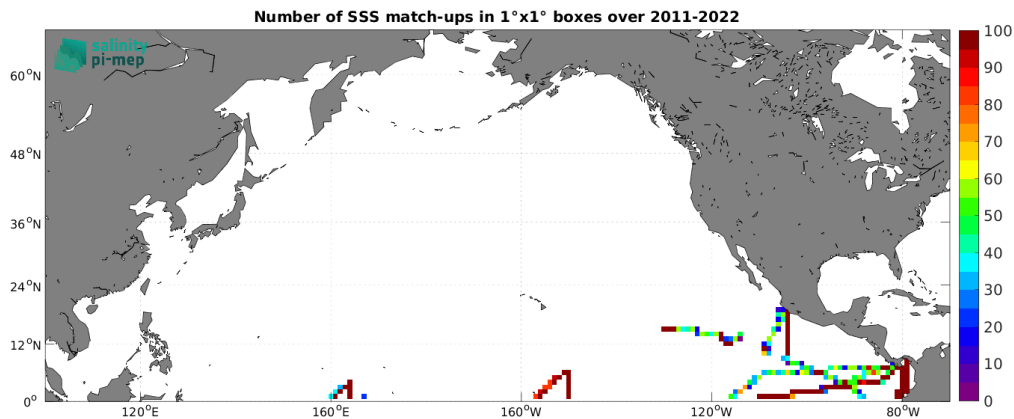 Number of SSS match-ups in 1°x1° boxes over 2011-2022
salinity
pi-mep
60°N
48°N
36°N
24°N
12°N
0°
120°E
160°E
160°W
120°W
80°W
100
90
80
70
60
50
40
30
20
10
0